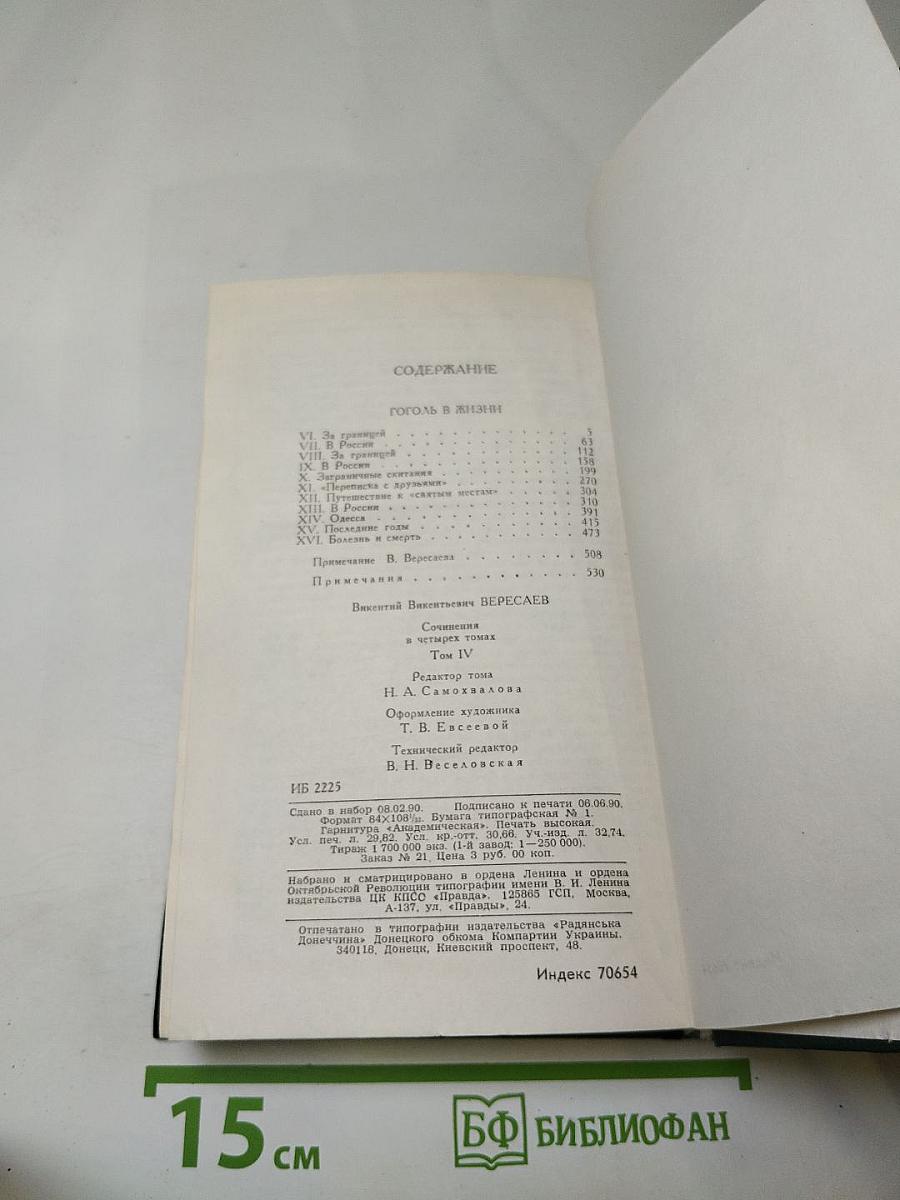 СОДЕРЖАНИЕ
ГОГОЛЬ В ЖИЗНИ
VI. За границей . . . . . . . . . . . . . 5
VII. В России . . . . . . . . . . . . . 63
VIII. За границей . . . . . . . . . . . . 112
IX. В России . . . . . . . . . . . . . 158
X. Заграничные скитания . . . . . . . . . . 199
XI. «Переписка с друзьями» . . . . . . . . . 270
XII. Путешествие к «святым местам» . . . . . . 304
XIII. В России . . . . . . . . . . . . . 310
XIV. Одесса . . . . . . . . . . . . . . 391
XV. Последние годы . . . . . . . . . . . 415
XVI. Болезнь и смерть . . . . . . . . . . 473
Примечание В. Вересаева . . . . . . . . 508
Примечания . . . . . . . . . . . . 530
Викентий Викентьевич ВЕРЕСАЕВ
Сочинения
в четырех томах
Том IV
Редактор тома
Н. А. Самохвалова
Оформление художника
Т. В. Евсеевой
Технический редактор
В. Н. Веселовская
ИБ 2225
Сдано в набор 08.02.90. Подписано к печати 06.06.90.
Формат 84×108¹/₃₂. Бумага типографская № 1.
Гарнитура «Академическая». Печать высокая.
Усл. печ. л. 29,82. Усл. кр.-отт. 30,66. Уч.-изд. л. 32,74.
Тираж 1 700 000 экз. (1-й завод: 1—250 000).
Заказ № 21. Цена 3 руб. 00 коп.
Набрано и сматрицировано в ордена Ленина и ордена
Октябрьской Революции типографии имени В. И. Ленина
издательства ЦК КПСС «Правда». 125865 ГСП, Москва,
А-137, ул. «Правды», 24.
Отпечатано в типографии издательства «Радянська
Донеччина» Донецкого обкома Компартии Украины.
340118, Донецк, Киевский проспект, 48.
Индекс 70654
15 см
БФ БИБЛИОФАН